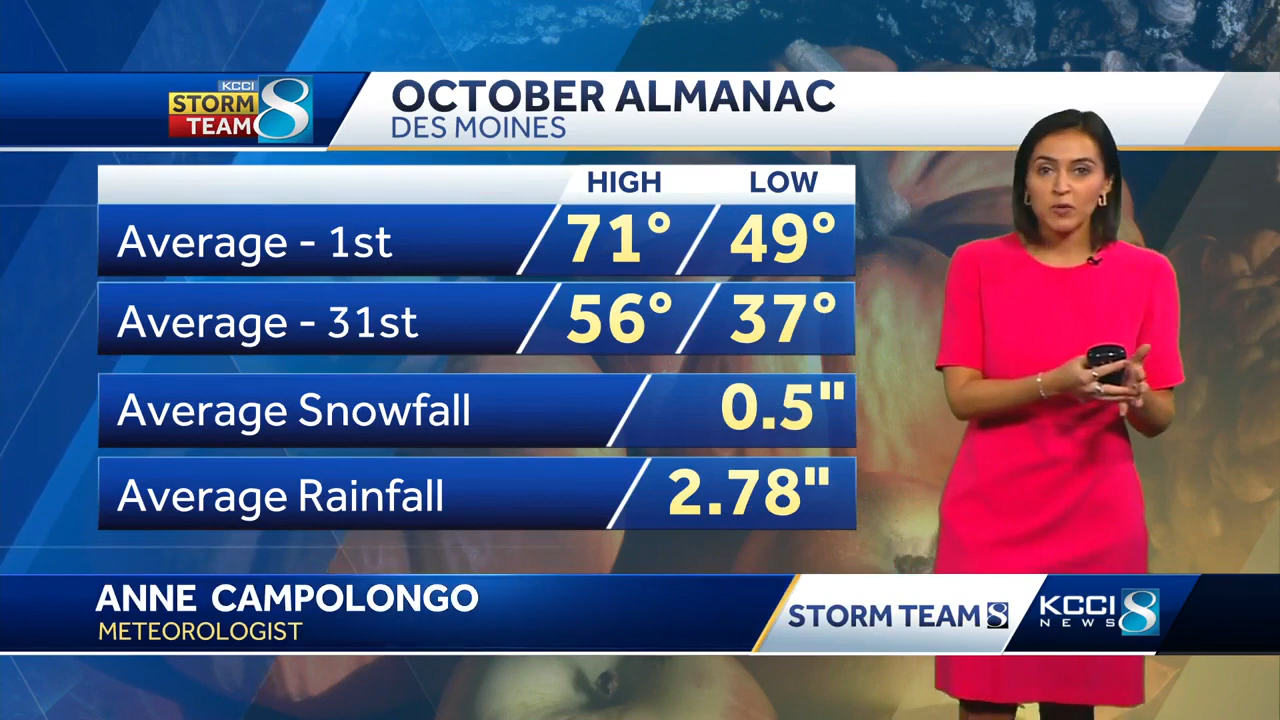 KCCI
STORM
TEAM 8
OCTOBER ALMANAC
DES MOINES
HIGH LOW
Average - 1st 71° 49°
Average - 31st 56° 37°
Average Snowfall 0.5"
Average Rainfall 2.78"
ANNE CAMPOLONGO
METEOROLOGIST
STORM TEAM 8
KCCI 8
NEWS